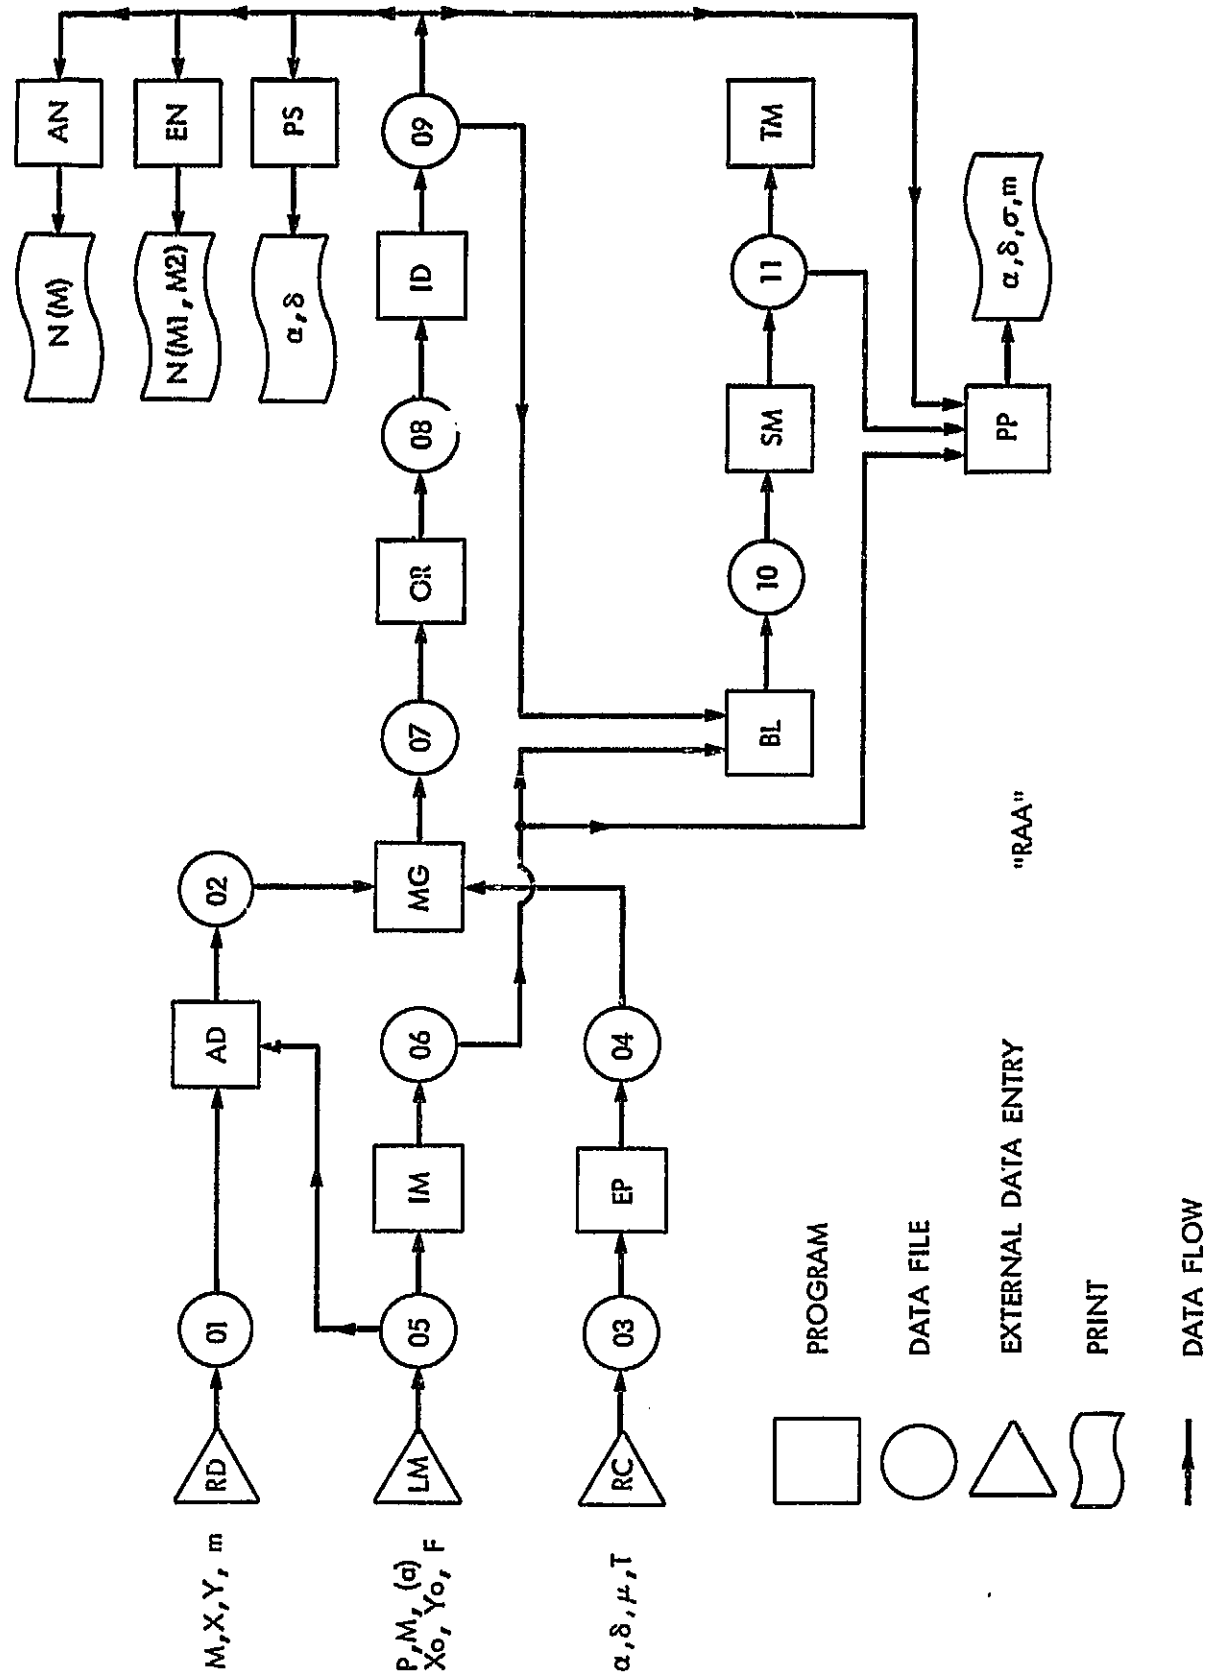 M,X,Y, m
RD
01
AD
02
P,M, (α)
Xo, Yo, F
LM
05
IM
06
MG
07
OR
08
ID
09
α,δ,μ,T
RC
03
EP
04
AN
N(M)
EN
N(M1, M2)
PS
α,δ
BL
10
SM
11
TM
PP
α,δ,σ,m
PROGRAM
DATA FILE
EXTERNAL DATA ENTRY
PRINT
DATA FLOW
"RAA"